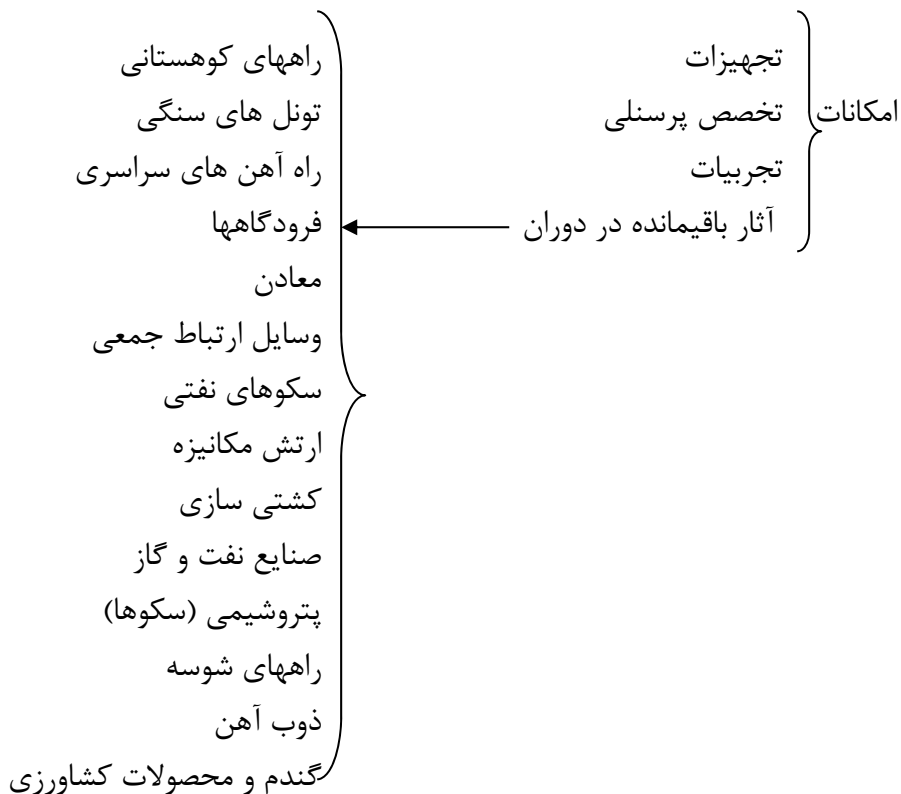 امکانات
تجهیزات
تخصص پرسنلی
تجربیات
آثار باقیمانده در دوران
راههای کوهستانی
تونل های سنگی
راه آهن های سراسری
فرودگاهها
معادن
وسایل ارتباط جمعی
سکوهای نفتی
ارتش مکانیزه
کشتی سازی
صنایع نفت و گاز
پتروشیمی (سکوها)
راههای شوسه
ذوب آهن
گندم و محصولات کشاورزی